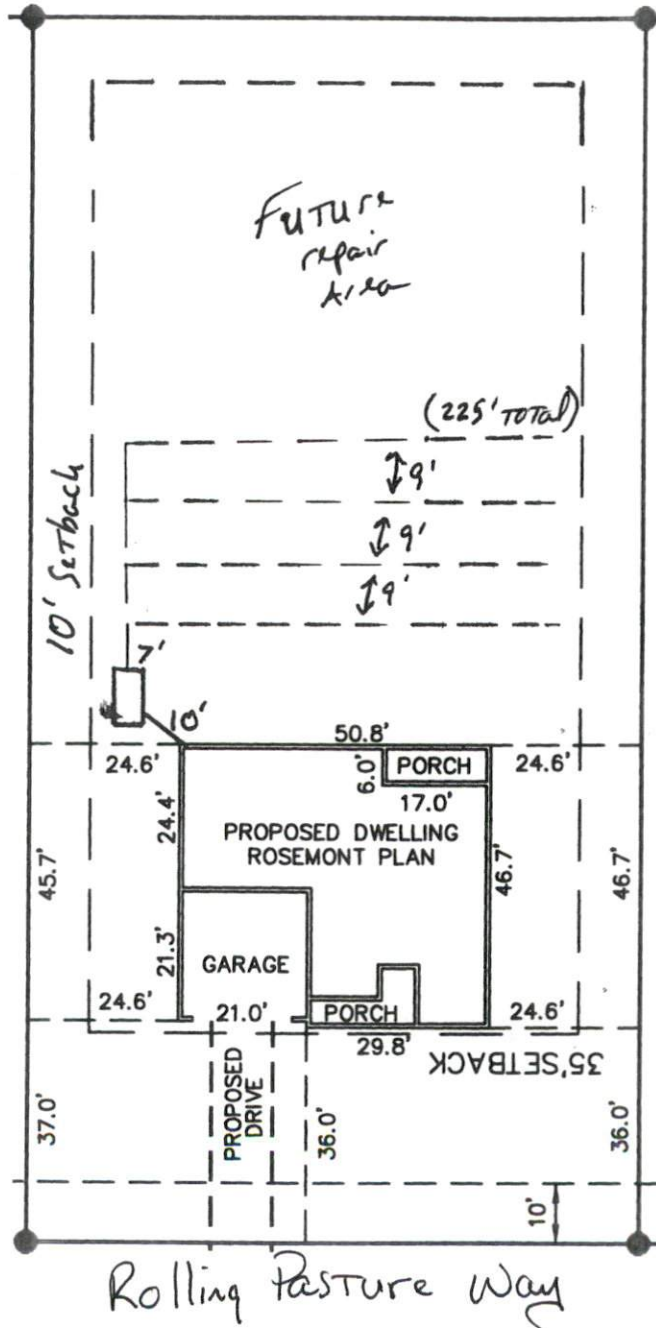 Future
repair
Area
(225' Total)
9'
9'
9'
10' Setback
7'
10'
50.8'
24.6'
6.0'
PORCH
24.6'
17.0'
24.4'
PROPOSED DWELLING
ROSEMONT PLAN
45.7'
46.7'
46.7'
21.3'
GARAGE
24.6'
21.0'
PORCH
24.6'
29.8'
35'SETBACK
PROPOSED
DRIVE
37.0'
36.0'
36.0'
10'
Rolling Pasture Way